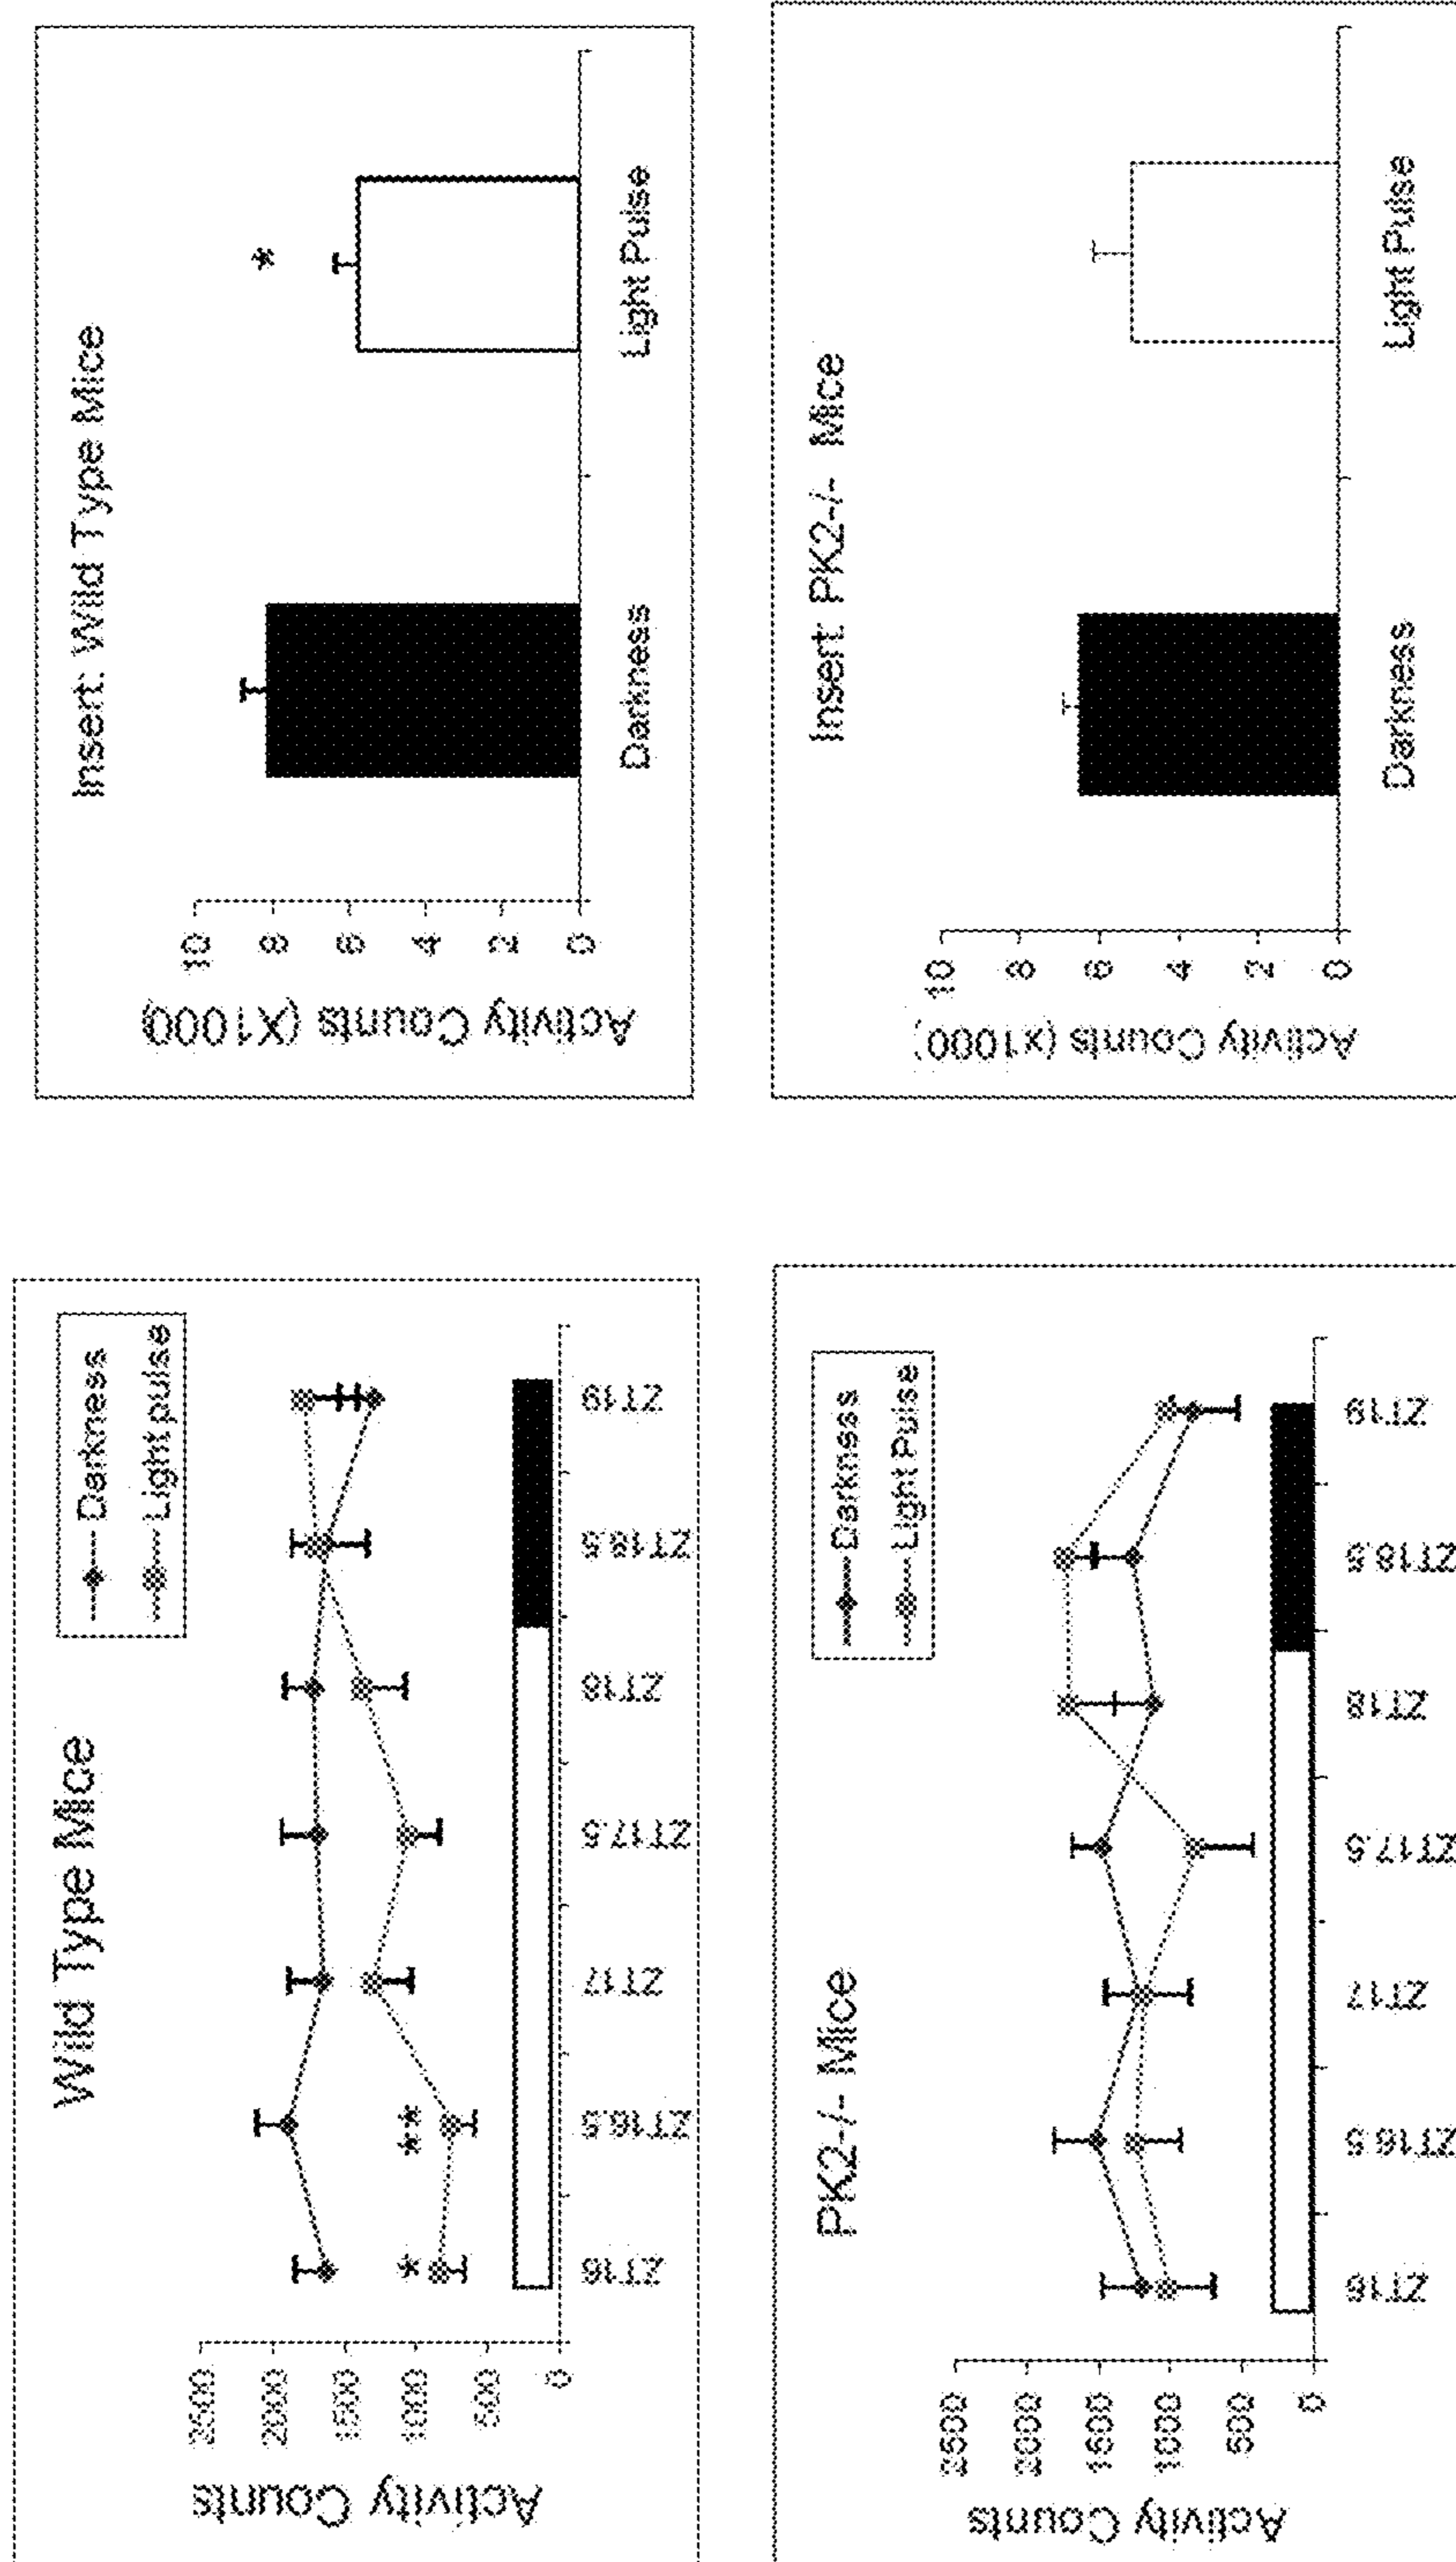 Wild Type Mice
Darkness
Light pulse
Activity Counts
2500
2000
1500
1000
500
0
*
**
ZT16
ZT16.5
ZT17
ZT17.5
ZT18
ZT18.5
ZT19
Insert: Wild Type Mice
Activity Counts (X1000)
10
8
6
4
2
0
*
Darkness
Light Pulse
PK2-/- Mice
Darkness
Light Pulse
Activity Counts
2500
2000
1500
1000
500
0
ZT16
ZT16.5
ZT17
ZT17.5
ZT18
ZT18.5
ZT19
Insert: PK2-/- Mice
Activity Counts (x1000)
10
8
6
4
2
0
Darkness
Light Pulse